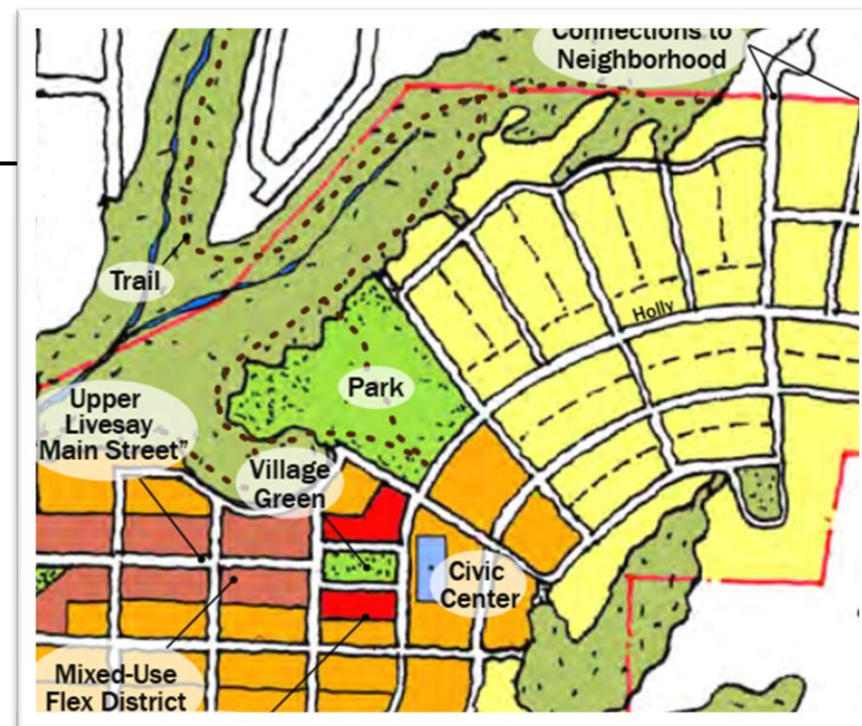 Connections to
Neighborhood
Trail
Holly
Park
Upper
Livesay
"Main Street"
Village
Green
Civic
Center
Mixed-Use
Flex District